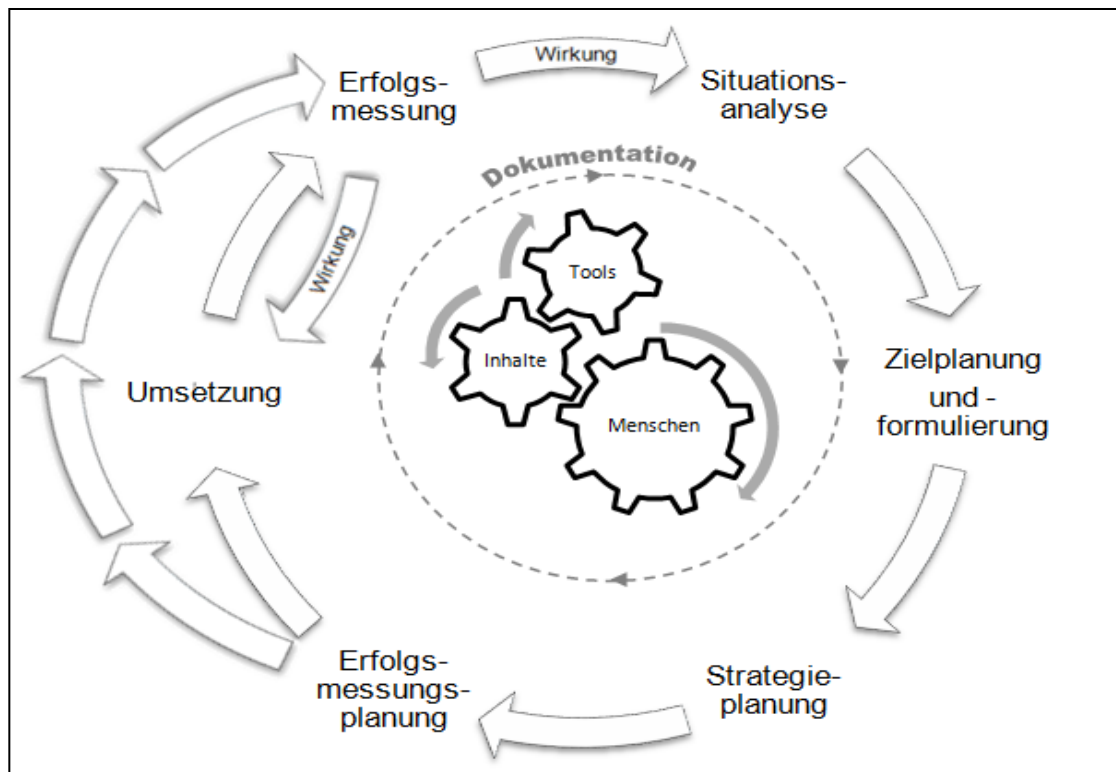 Wirkung
Erfolgs-
messung
Situations-
analyse
Dokumentation
Wirkung
Tools
Inhalte
Menschen
Umsetzung
Zielplanung
und -
formulierung
Erfolgs-
messungs-
planung
Strategie-
planung